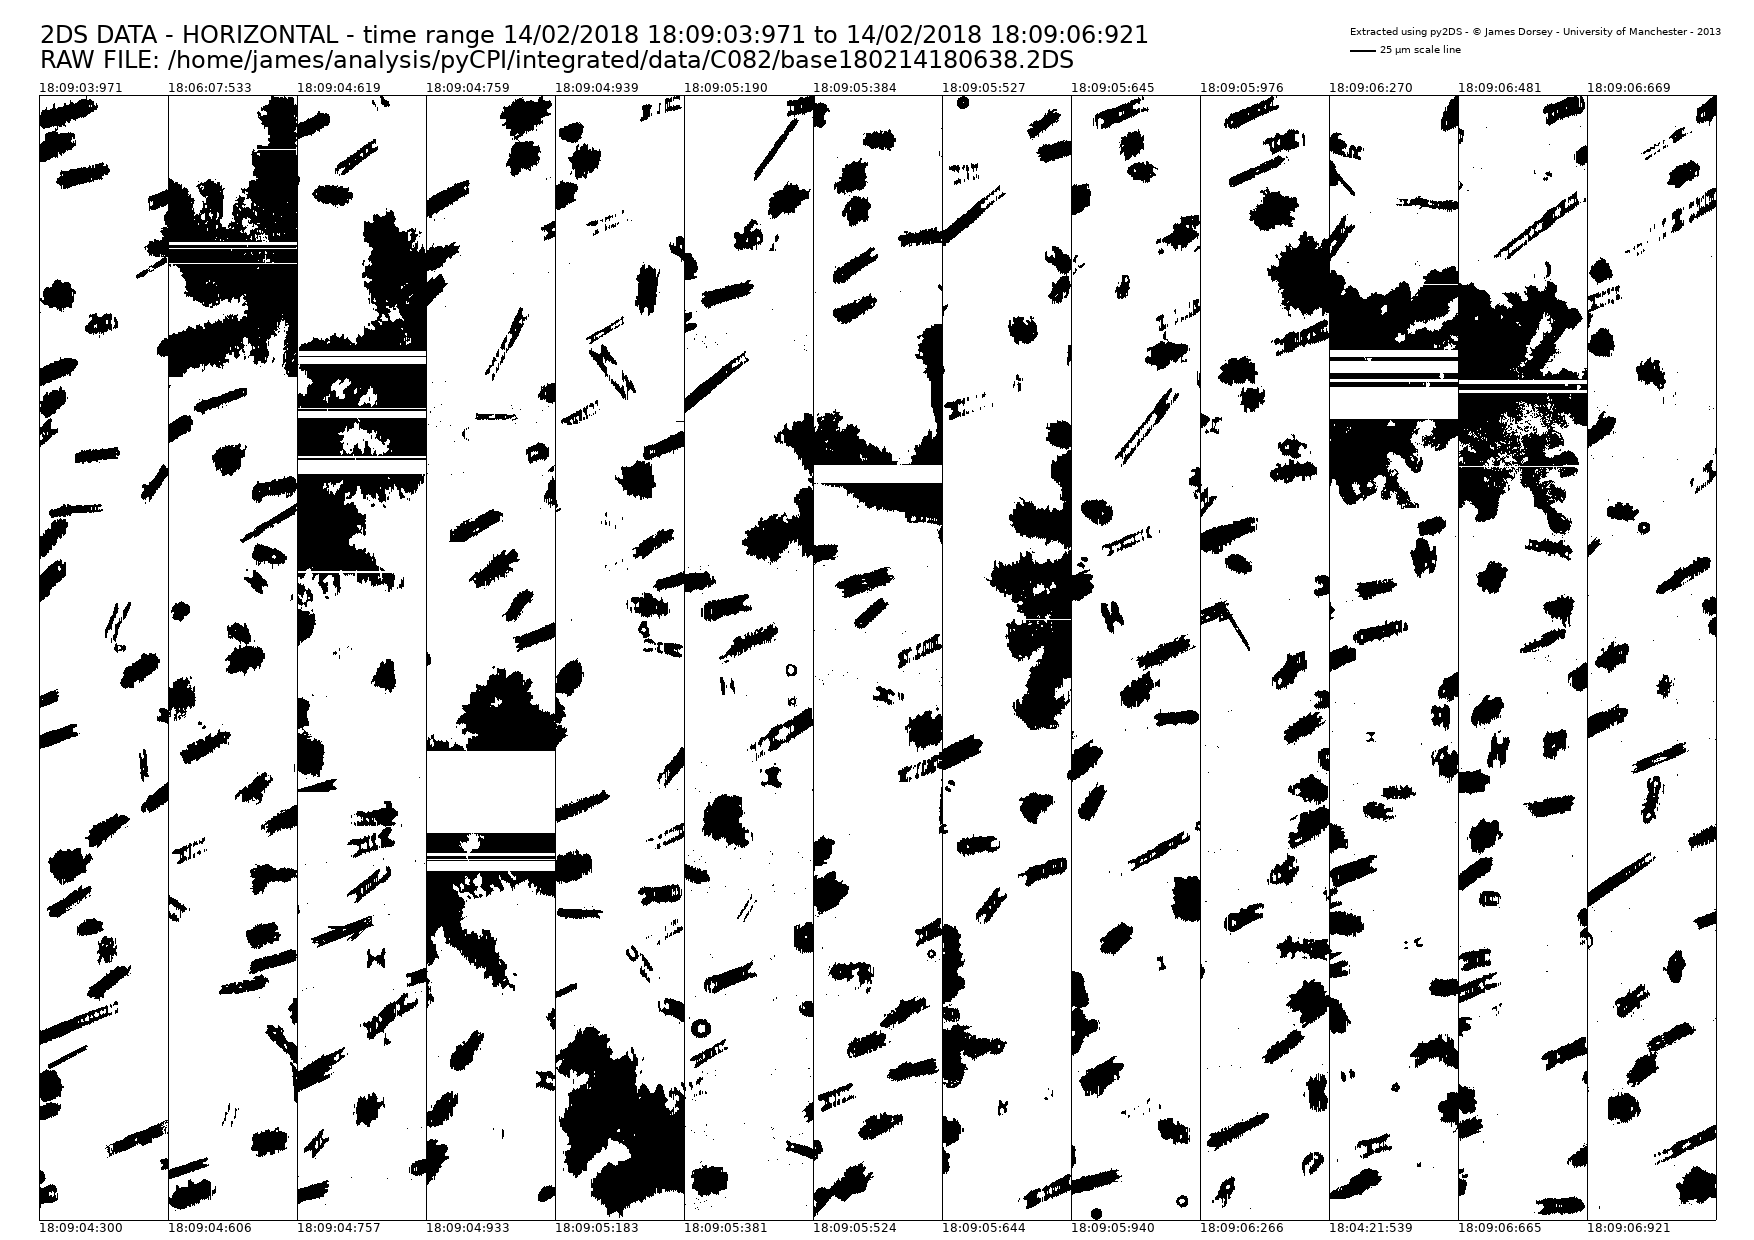 2DS DATA - HORIZONTAL - time range 14/02/2018 18:09:03:971 to 14/02/2018 18:09:06:921
RAW FILE: /home/james/analysis/pyCPI/integrated/data/C082/base180214180638.2DS
Extracted using py2DS - © James Dorsey - University of Manchester - 2013
25 μm scale line
18:09:03:971 18:06:07:533 18:09:04:619 18:09:04:759 18:09:04:939 18:09:05:190 18:09:05:384 18:09:05:527 18:09:05:645 18:09:05:976 18:09:06:270 18:09:06:481 18:09:06:669
18:09:04:300 18:09:04:606 18:09:04:757 18:09:04:933 18:09:05:183 18:09:05:381 18:09:05:524 18:09:05:644 18:09:05:940 18:09:06:266 18:04:21:539 18:09:06:665 18:09:06:921